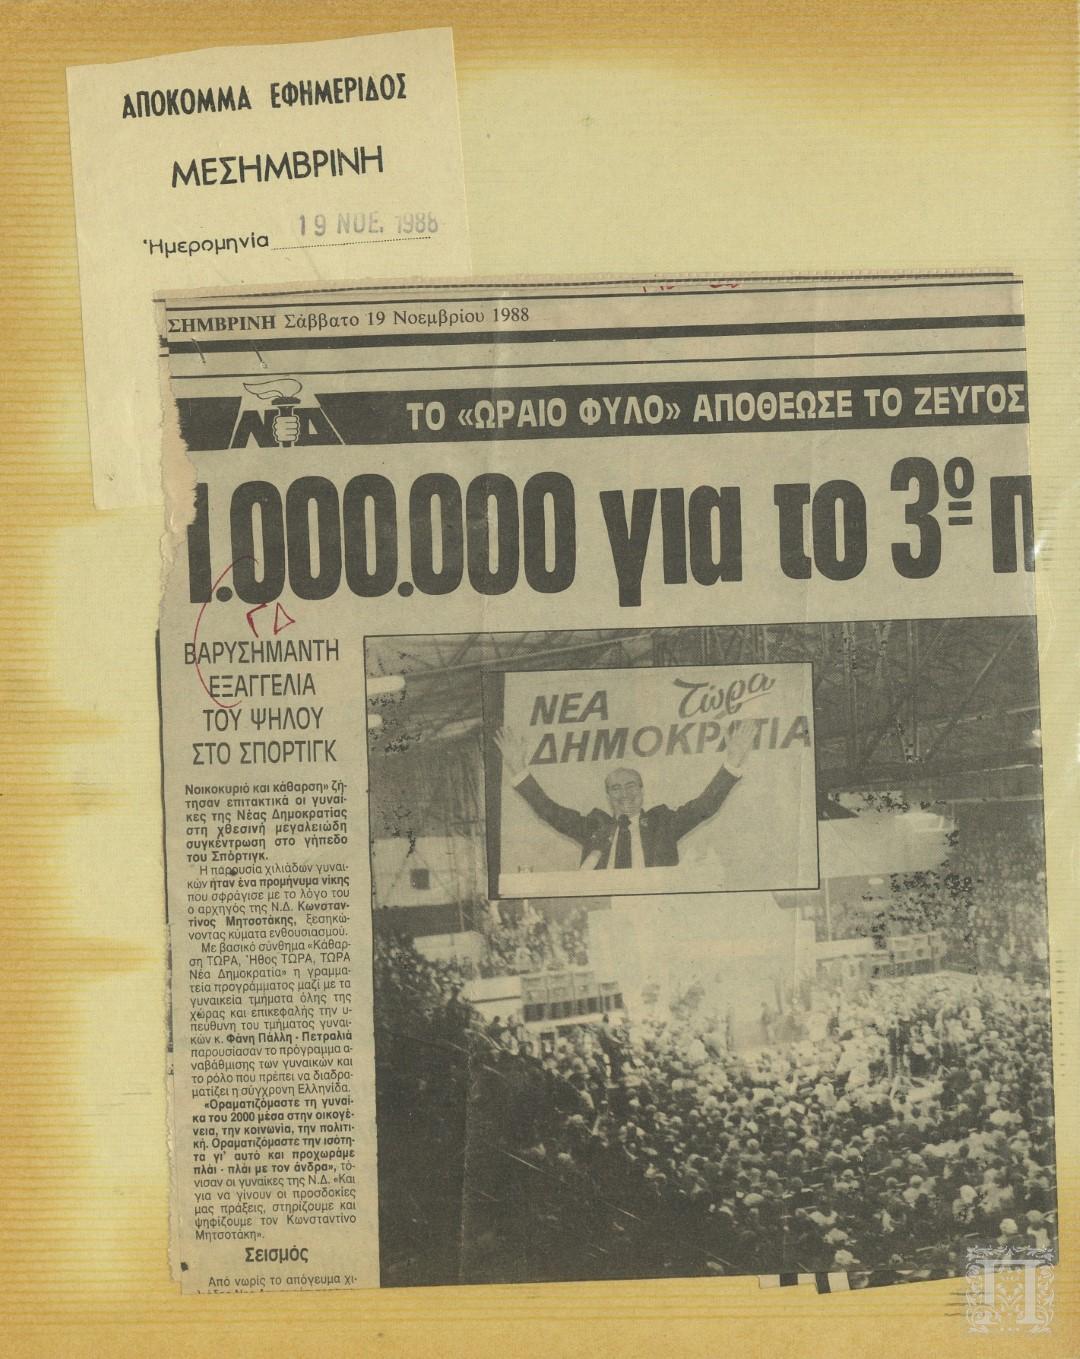 ΑΠΟΚΟΜΜΑ ΕΦΗΜΕΡΙΔΟΣ
ΜΕΣΗΜΒΡΙΝΗ
Ἡμερομηνία 19 ΝΟΕ. 1988
ΣΗΜΒΡΙΝΗ Σάββατο 19 Νοεμβρίου 1988
ΝΔ
ΤΟ «ΩΡΑΙΟ ΦΥΛΟ» ΑΠΟΘΕΩΣΕ ΤΟ ΖΕΥΓΟΣ
1.000.000 για το 3º π
ΓΔ
ΒΑΡΥΣΗΜΑΝΤΗ
ΕΞΑΓΓΕΛΙΑ
ΤΟΥ ΨΗΛΟΥ
ΣΤΟ ΣΠΟΡΤΙΓΚ
Νοικοκυριό και κάθαρση» ζή-
τησαν επιτακτικά οι γυναί-
κες της Νέας Δημοκρατίας
στη χθεσινή μεγαλειώδη
συγκέντρωση στο γήπεδο
του Σπόρτιγκ.
Η παρουσία χιλιάδων γυναι-
κών ήταν ένα προμήνυμα νίκης
που σφράγισε με το λόγο του
ο αρχηγός της Ν.Δ. Κωνσταν-
τίνος Μητσοτάκης, ξεσηκώ-
νοντας κύματα ενθουσιασμού.
Με βασικό σύνθημα «Κάθαρ-
ση ΤΩΡΑ, Ήθος ΤΩΡΑ, ΤΩΡΑ
Νέα Δημοκρατία» η γραμμα-
τεία προγράμματος μαζί με τα
γυναικεία τμήματα όλης της
χώρας και επικεφαλής την υ-
πεύθυνη του τμήματος γυναι-
κών κ. Φάνη Πάλλη - Πετραλιά
παρουσίασαν το πρόγραμμα α-
ναβάθμισης των γυναικών και
το ρόλο που πρέπει να διαδρα-
ματίζει η σύγχρονη Ελληνίδα.
«Οραματιζόμαστε τη γυναί-
κα του 2000 μέσα στην οικογέ-
νεια, την κοινωνία, την πολιτι-
κή. Οραματιζόμαστε την ισότη-
τα γι' αυτό και προχωράμε
πλάι - πλάι με τον άνδρα», τό-
νισαν οι γυναίκες της Ν.Δ. «Και
για να γίνουν οι προσδοκίες
μας πράξεις, στηρίζουμε και
ψηφίζουμε τον Κωνσταντίνο
Μητσοτάκη».
Σεισμός
Από νωρίς το απόγευμα χι-
ΝΕΑ Τώρα
ΔΗΜΟΚΡΑΤΙΑ